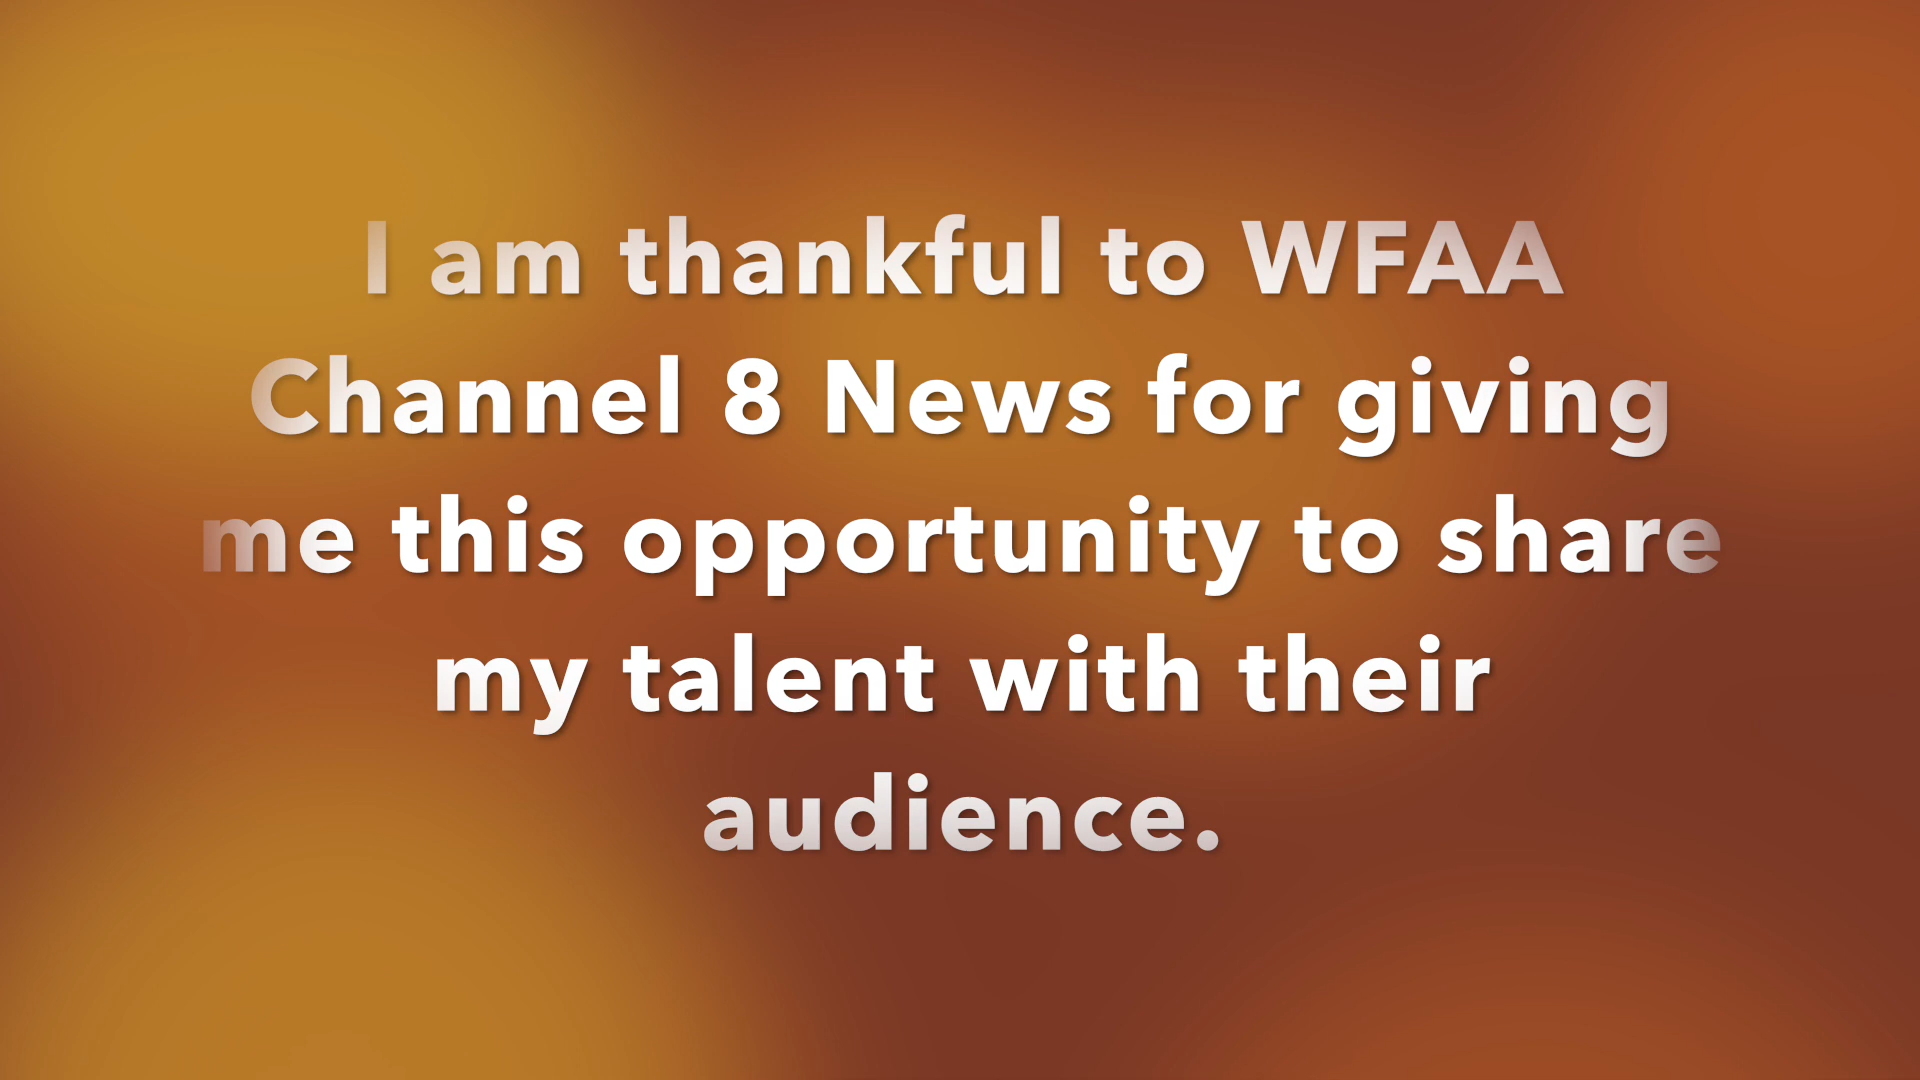 I am thankful to WFAA
Channel 8 News for giving
me this opportunity to share
my talent with their
audience.